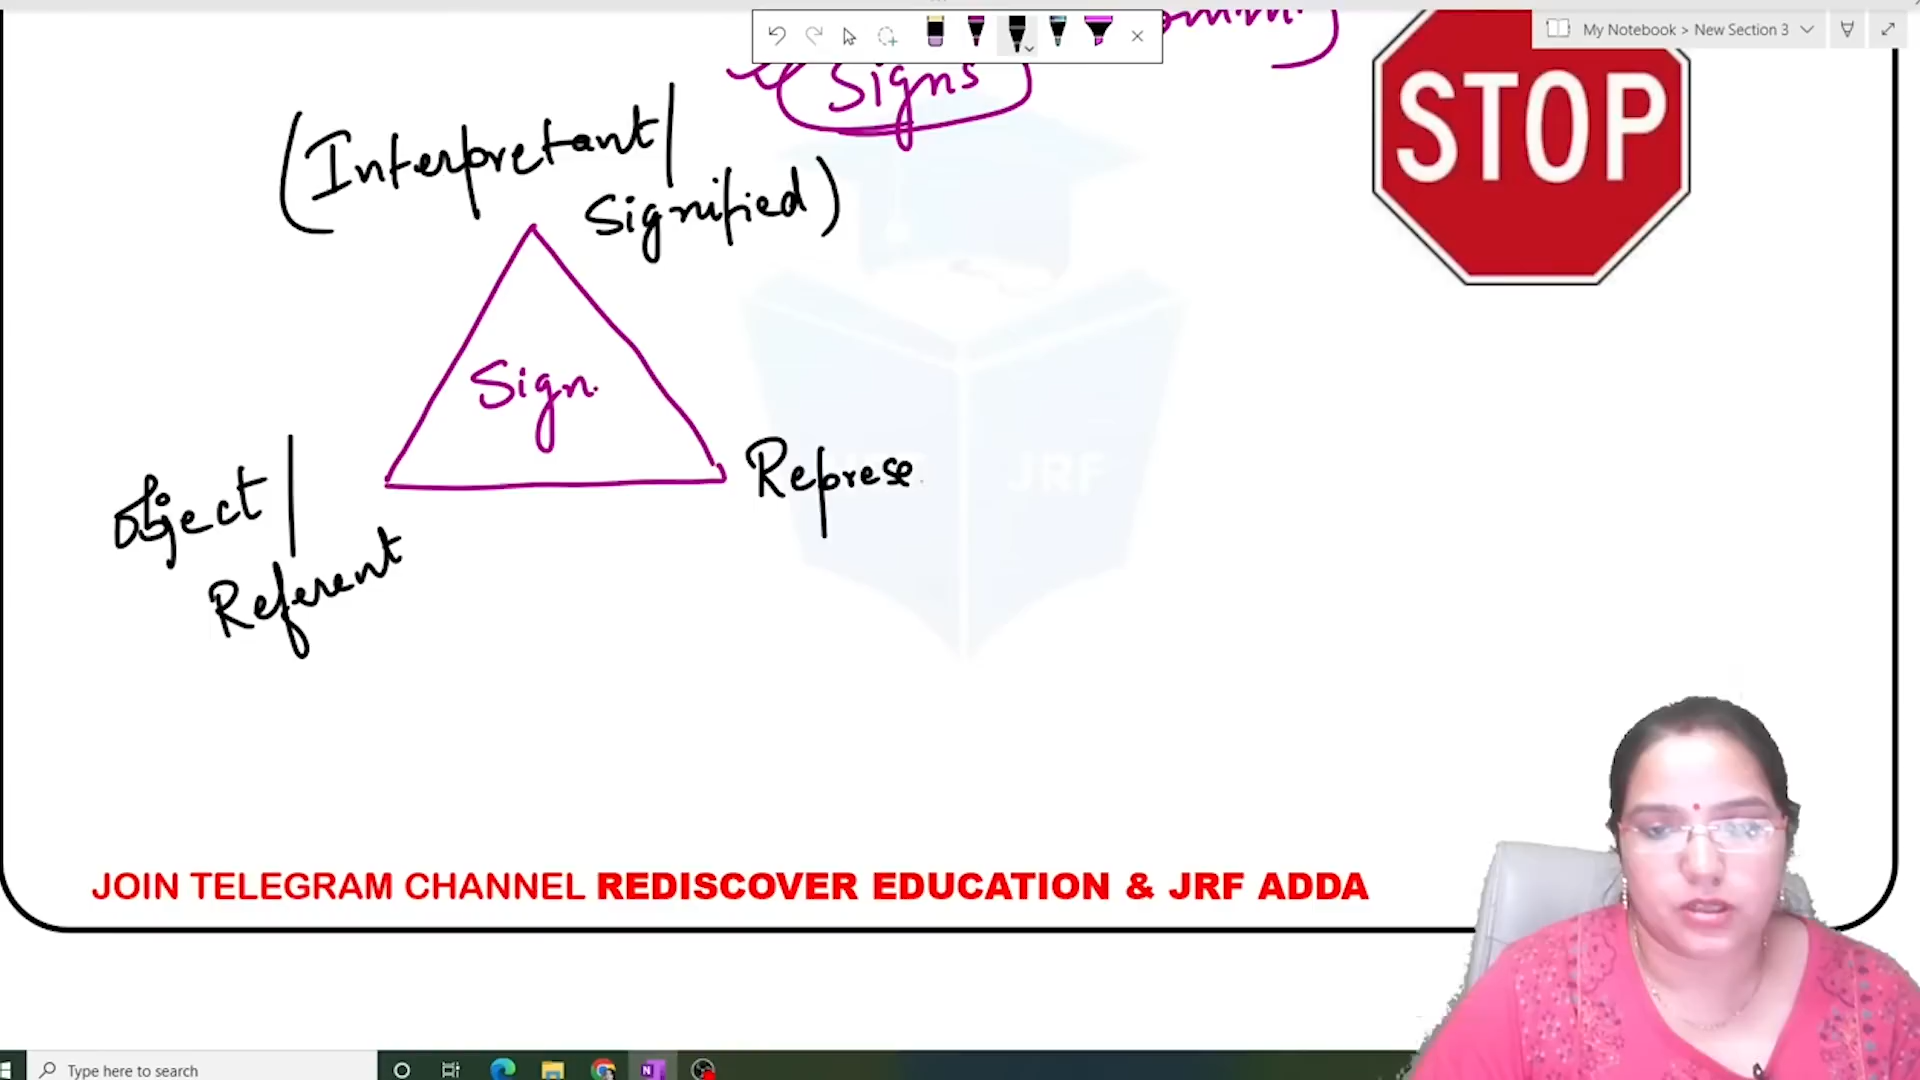 My Notebook > New Section 3
Signs
STOP
(Interpretant/
Signified)
Sign.
Represe
JRF
Object/
Referent
JOIN TELEGRAM CHANNEL REDISCOVER EDUCATION & JRF ADDA
Type here to search